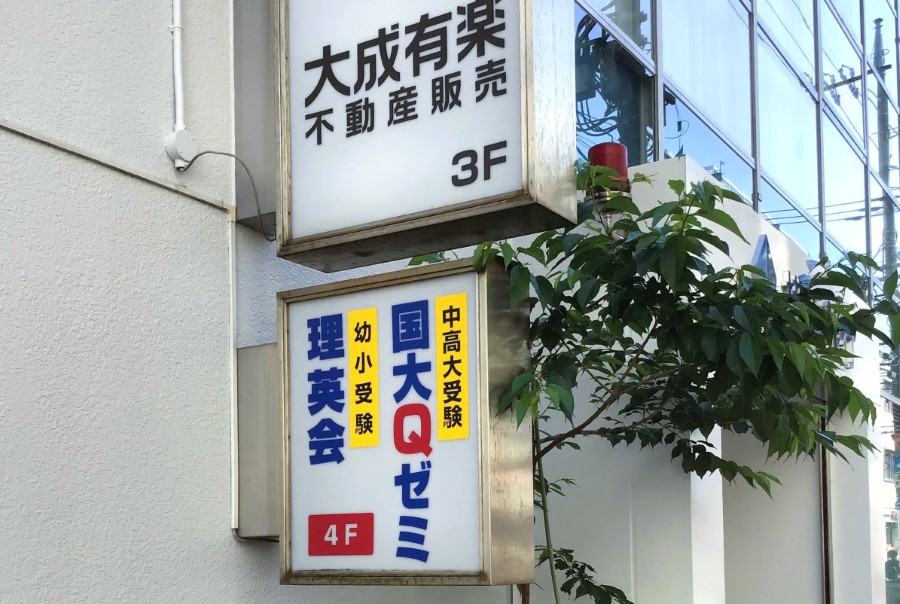 大成有楽
不動産販売
3F
中高大受験
国大Qゼミ
幼小受験
理英会
4F